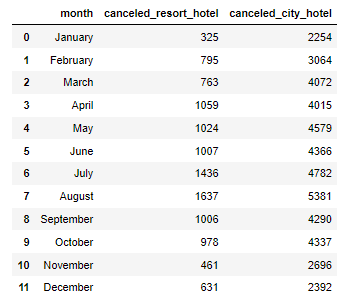 month canceled_resort_hotel canceled_city_hotel
0 January 325 2254
1 February 795 3064
2 March 763 4072
3 April 1059 4015
4 May 1024 4579
5 June 1007 4366
6 July 1436 4782
7 August 1637 5381
8 September 1006 4290
9 October 978 4337
10 November 461 2696
11 December 631 2392